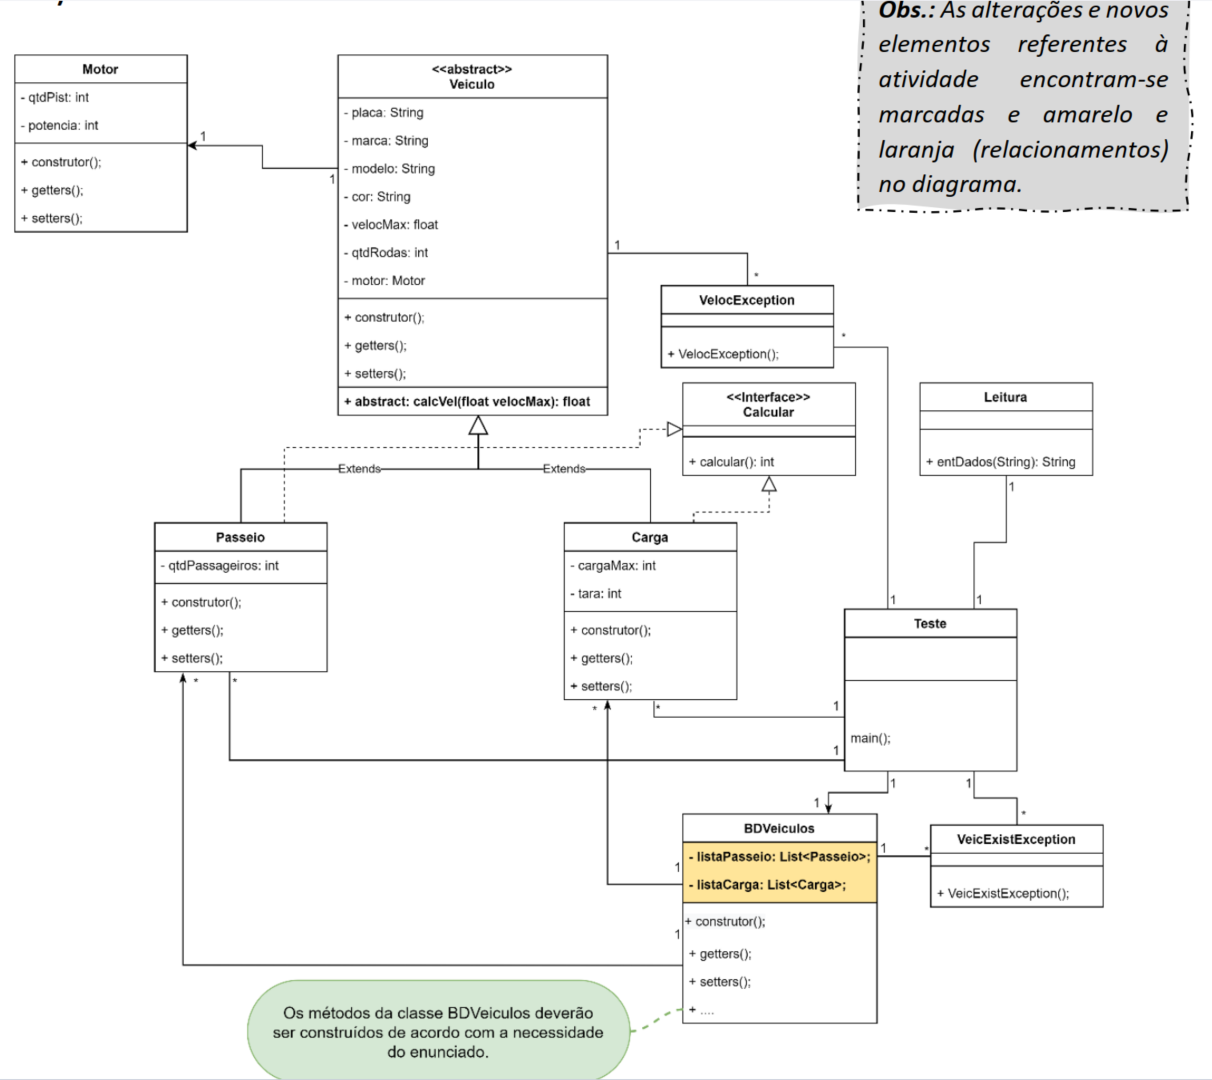 Obs.: As alterações e novos
elementos referentes à
atividade encontram-se
marcadas e amarelo e
laranja (relacionamentos)
no diagrama.
Motor
- qtdPist: int
- potencia: int
+ construtor();
+ getters();
+ setters();
1
1
<<abstract>>
Veiculo
- placa: String
- marca: String
- modelo: String
- cor: String
- velocMax: float
- qtdRodas: int
- motor: Motor
+ construtor();
+ getters();
+ setters();
+ abstract: calcVel(float velocMax): float
1
*
VelocException
+ VelocException();
*
<<Interface>>
Calcular
+ calcular(): int
Leitura
+ entDados(String): String
1
Extends
Extends
Passeio
- qtdPassageiros: int
+ construtor();
+ getters();
+ setters();
*
*
Carga
- cargaMax: int
- tara: int
+ construtor();
+ getters();
+ setters();
*
*
1
1
Teste
main();
1
1
1
1
1
*
BDVeiculos
- listaPasseio: List<Passeio>;
- listaCarga: List<Carga>;
+ construtor();
+ getters();
+ setters();
+ ....
1
1
1
*
VeicExistException
+ VeicExistException();
Os métodos da classe BDVeiculos deverão
ser construídos de acordo com a necessidade
do enunciado.